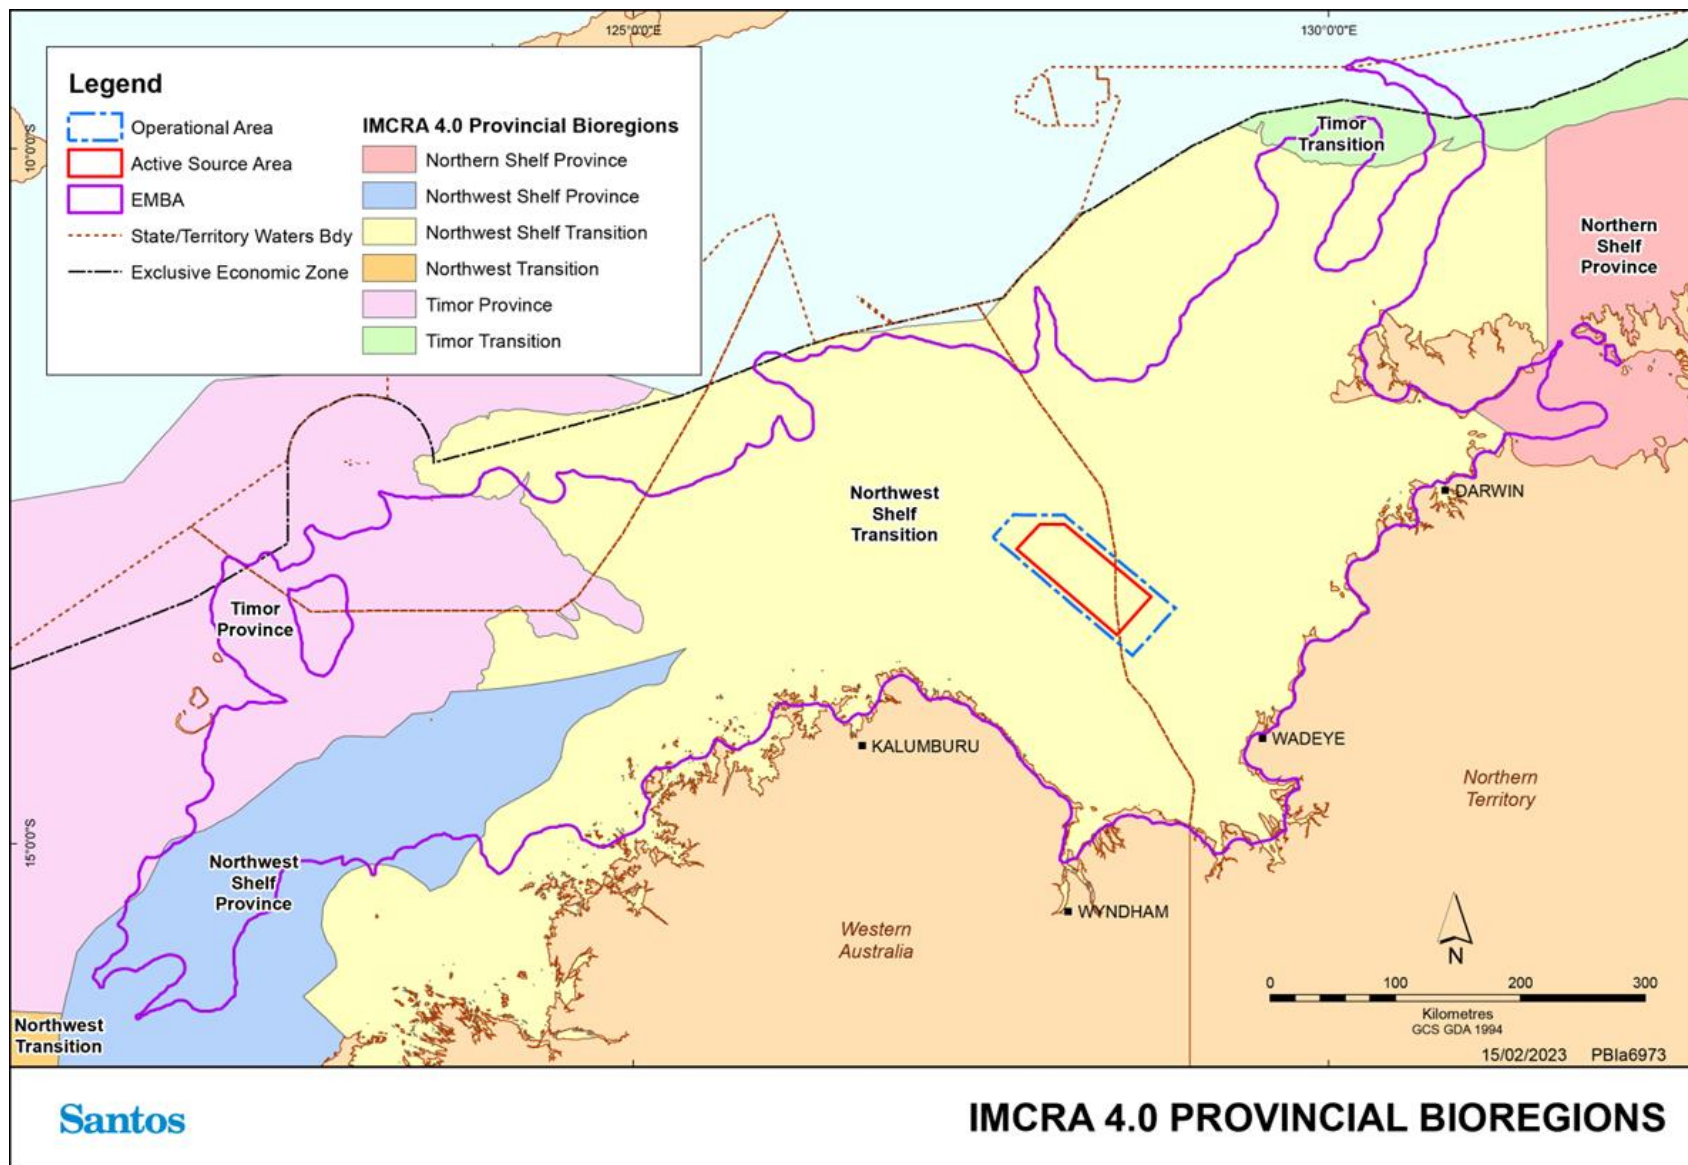 125°0'0"E
130°0'0"E
10°0'0"S
15°0'0"S
Legend
Operational Area
Active Source Area
EMBA
State/Territory Waters Bdy
Exclusive Economic Zone
IMCRA 4.0 Provincial Bioregions
Northern Shelf Province
Northwest Shelf Province
Northwest Shelf Transition
Northwest Transition
Timor Province
Timor Transition
Timor
Transition
Northern
Shelf
Province
Northwest
Shelf
Transition
DARWIN
Timor
Province
KALUMBURU
WADEYE
Northern
Territory
Northwest
Shelf
Province
WYNDHAM
Western
Australia
N
0 100 200 300
Kilometres
GCS GDA 1994
Northwest
Transition
15/02/2023 PBIa6973
Santos
IMCRA 4.0 PROVINCIAL BIOREGIONS